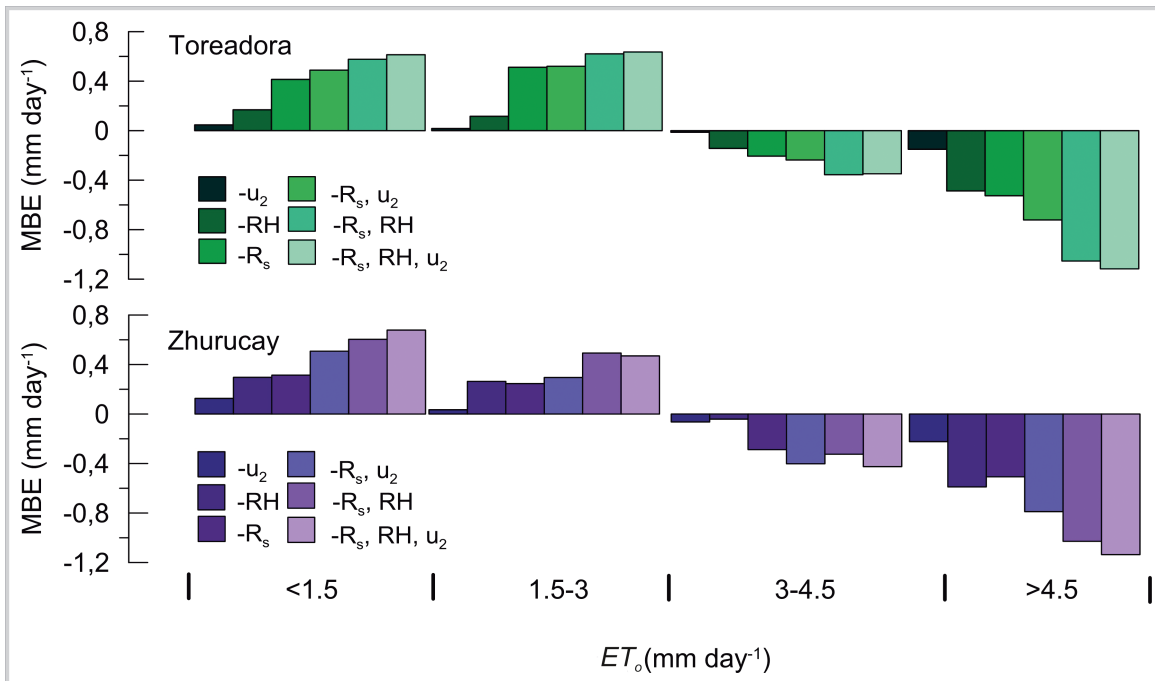 Toreadora
MBE (mm day⁻¹)
0,8
0.4
0
-0.4
-0.8
-1,2
-u₂
-RH
-Rₛ
-Rₛ, u₂
-Rₛ, RH
-Rₛ, RH, u₂
Zhurucay
MBE (mm day⁻¹)
0,8
0.4
0
-0.4
-0.8
-1.2
-u₂
-RH
-Rₛ
-Rₛ, u₂
-Rₛ, RH
-Rₛ, RH, u₂
<1.5 1.5-3 3-4.5 >4.5
ETₒ(mm day⁻¹)